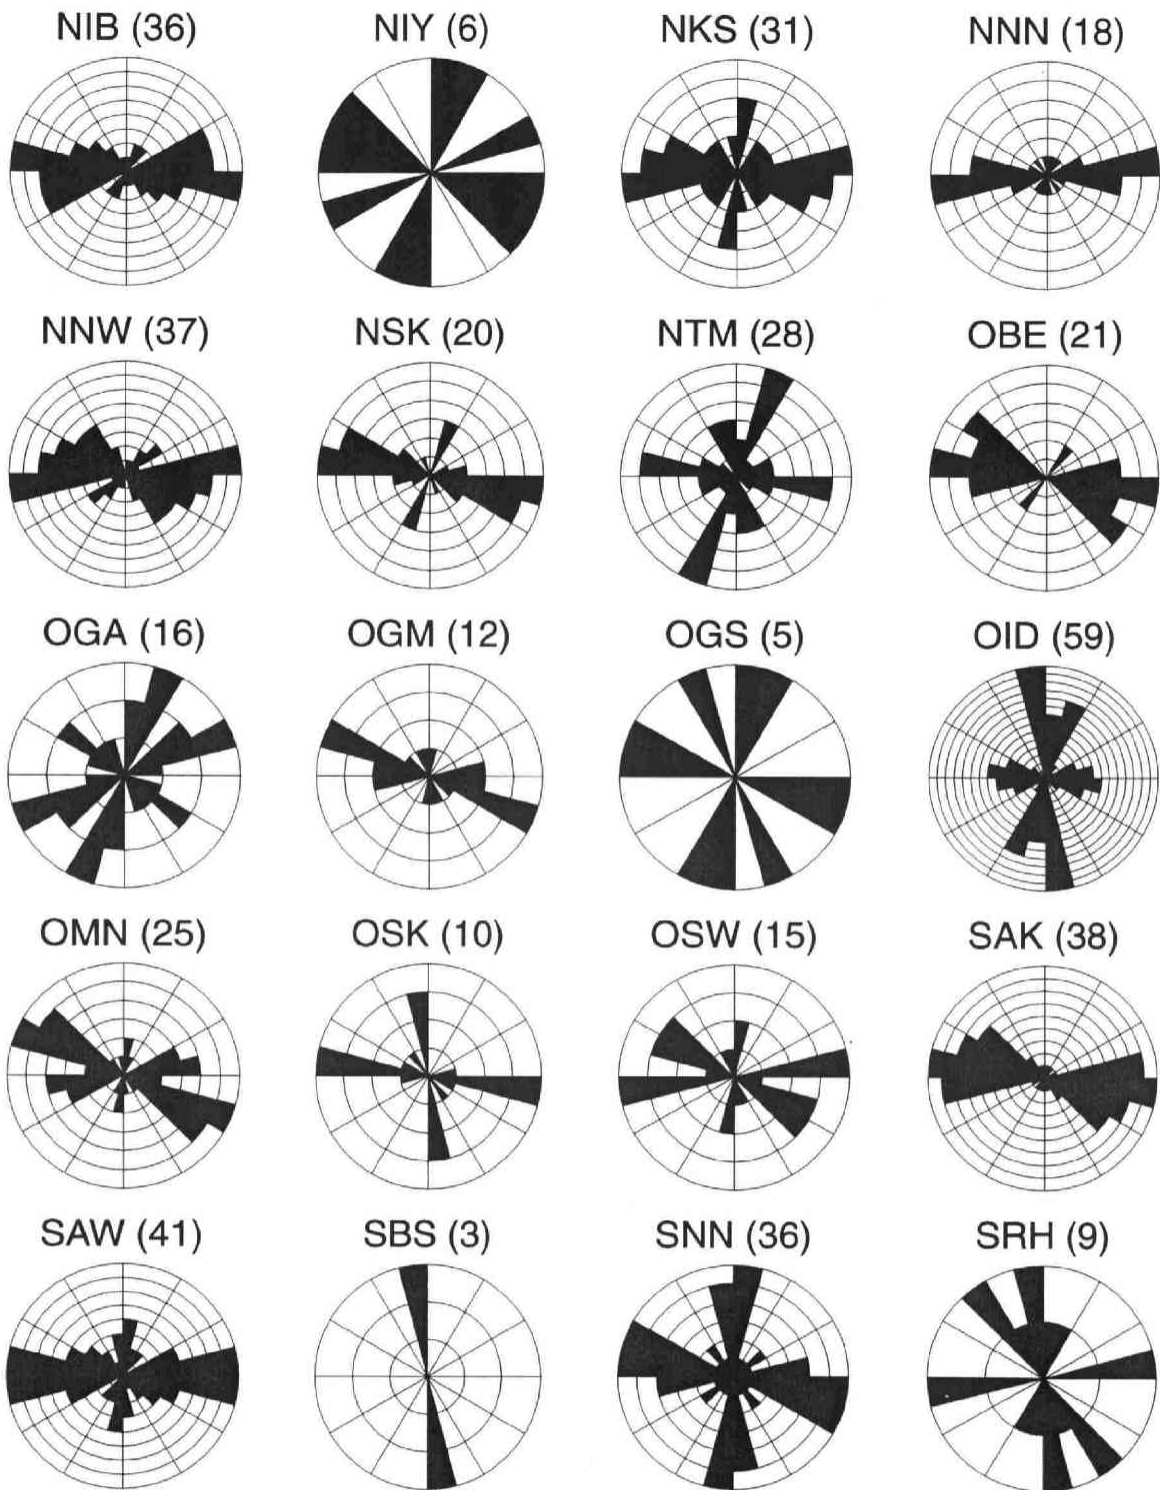 NIB (36) NIY (6) NKS (31) NNN (18)
NNW (37) NSK (20) NTM (28) OBE (21)
OGA (16) OGM (12) OGS (5) OID (59)
OMN (25) OSK (10) OSW (15) SAK (38)
SAW (41) SBS (3) SNN (36) SRH (9)